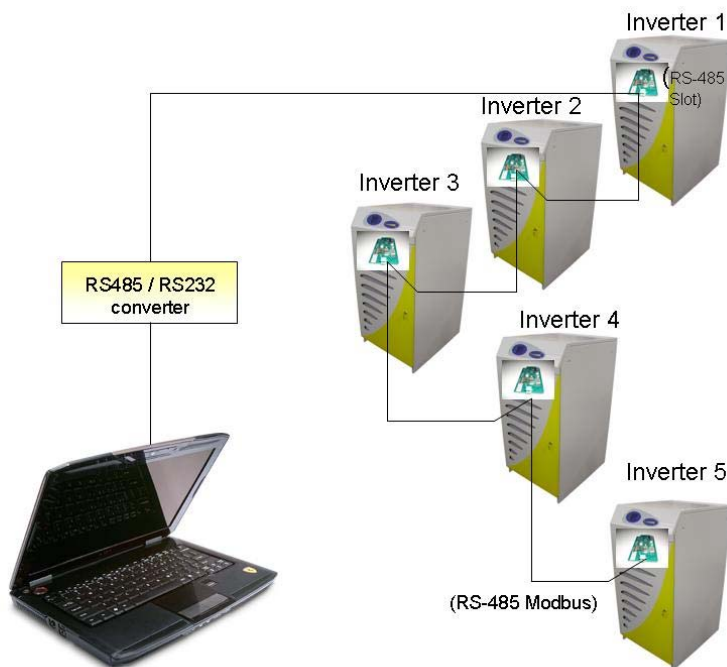 Inverter 1
(RS-485
Slot)
Inverter 2
Inverter 3
RS485 / RS232
converter
Inverter 4
Inverter 5
(RS-485 Modbus)